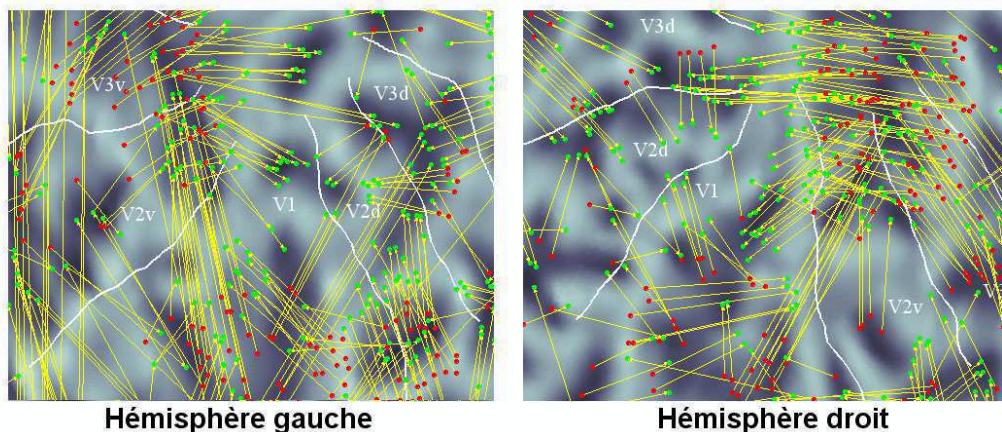 V3v
V3d
V2v
V1
V2d
Hémisphère gauche
V3d
V2d
V1
V2v
V
Hémisphère droit